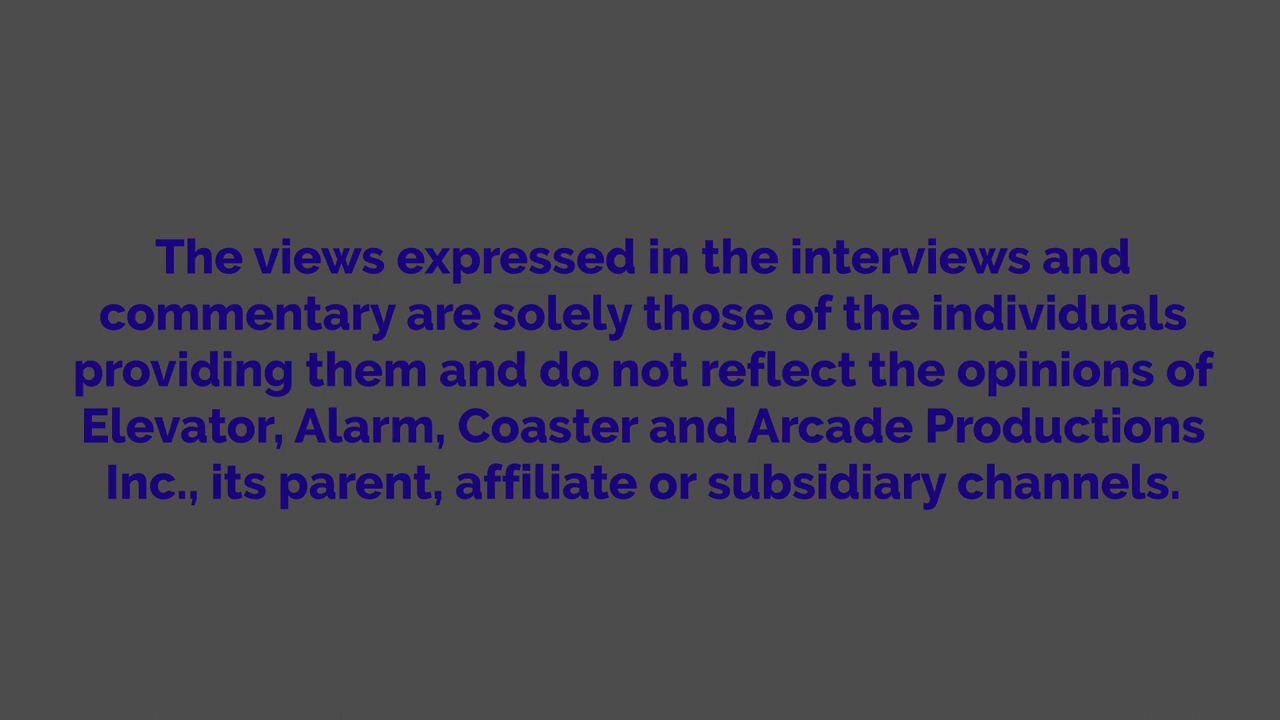 The views expressed in the interviews and
commentary are solely those of the individuals
providing them and do not reflect the opinions of
Elevator, Alarm, Coaster and Arcade Productions
Inc., its parent, affiliate or subsidiary channels.